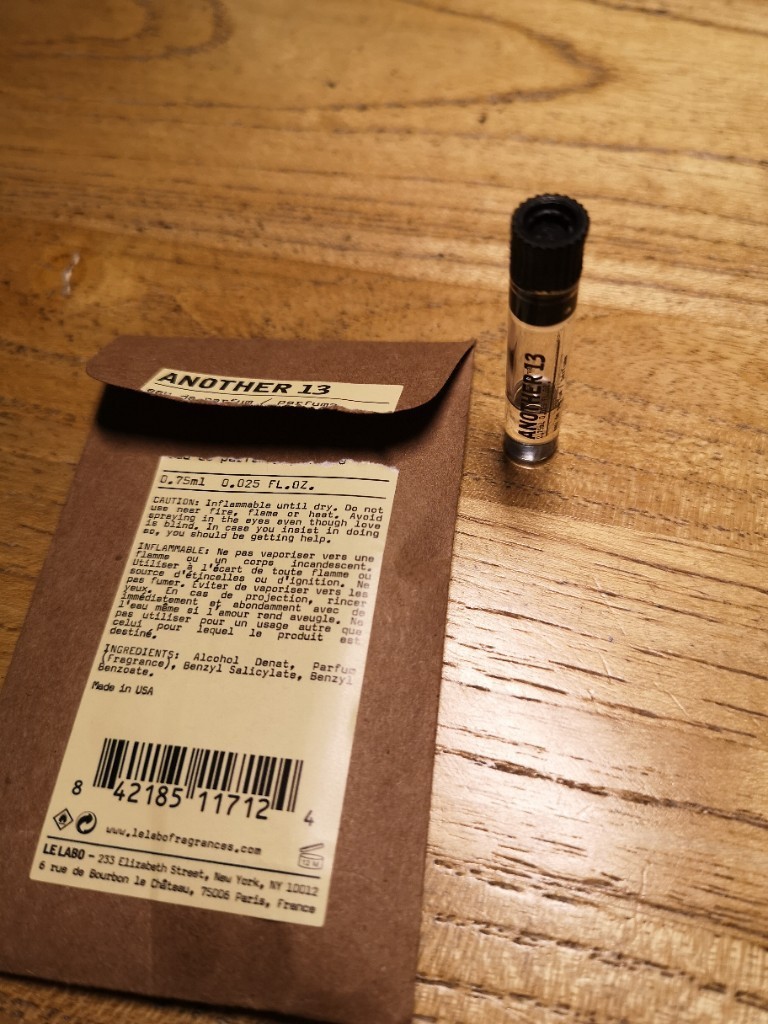 ANOTHER 13
eau de parfum / perfume
0.75ml 0.025 FL.OZ.
CAUTION: Inflammable until dry. Do not
use near fire, flame or heat. Avoid
spraying in the eyes even though love
is blind. In case you insist in doing
so, you should be getting help.
INFLAMMABLE: Ne pas vaporiser vers une
flamme ou un corps incandescent.
Utiliser à l'écart de toute flamme ou
source d'étincelles ou d'ignition. Ne
pas fumer. Eviter de vaporiser vers les
yeux. En cas de projection, rincer
immédiatement et abondamment avec de
l'eau même si l'amour rend aveugle. Ne
pas utiliser pour un usage autre que
celui pour lequel le produit est
destiné.
INGREDIENTS: Alcohol Denat, Parfum
(fragrance), Benzyl Salicylate, Benzyl
Benzoate.
Made in USA
8 42185 11712 4
www.lelabofragrances.com
12 M
LE LABO - 233 Elizabeth Street, New York, NY 10012
6 rue de Bourbon le Château, 75006 Paris, France
ANOTHER 13